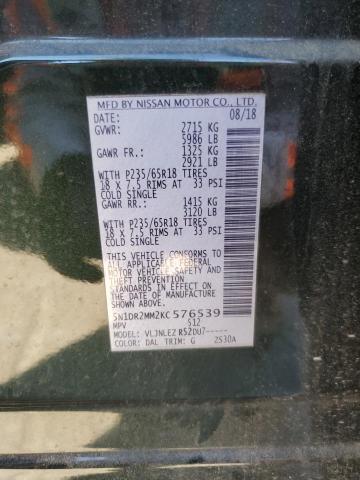 MFD BY NISSAN MOTOR CO., LTD.
DATE: 08/18
GVWR: 2715 KG
5986 LB
GAWR FR.: 1325 KG
2921 LB
WITH P235/65R18 TIRES
18 X 7.5 RIMS AT 33 PSI
COLD SINGLE
GAWR RR.: 1415 KG
3120 LB
WITH P235/65R18 TIRES
18 X 7.5 RIMS AT 33 PSI
COLD SINGLE
THIS VEHICLE CONFORMS TO
ALL APPLICABLE FEDERAL
MOTOR VEHICLE SAFETY AND
THEFT PREVENTION
STANDARDS IN EFFECT ON
THE DATE OF MANUFACTURE
SHOWN ABOVE.
5N1DR2MM2KC576539
MPV S12
MODEL: VLJNLEZ R52DU7-----
COLOR: DAL TRIM: G ZS30A